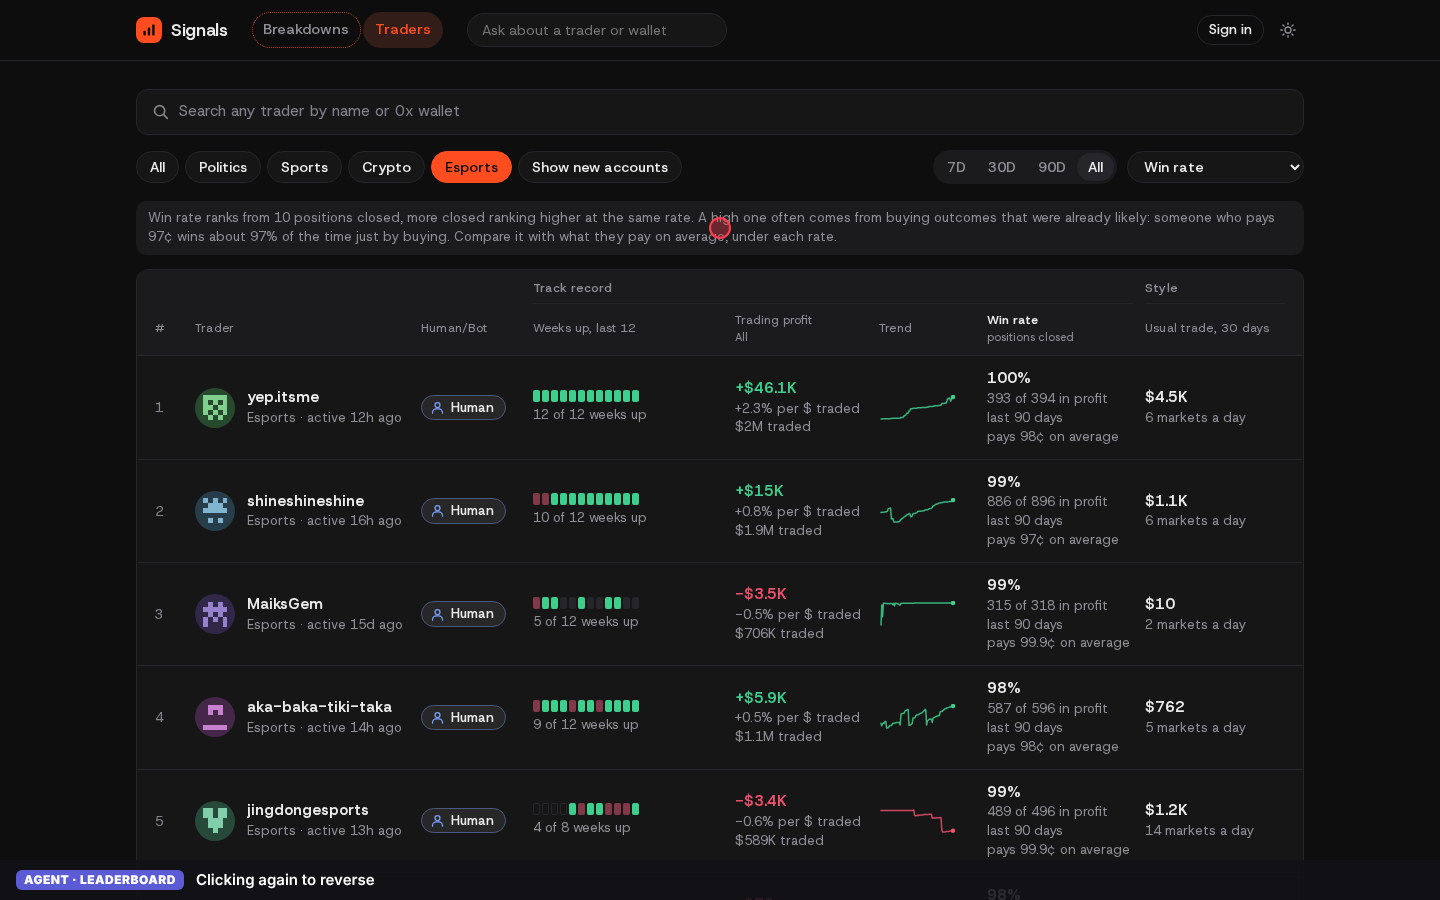 Signals
Breakdowns
Traders
Ask about a trader or wallet
Sign in
Search any trader by name or 0x wallet
All
Politics
Sports
Crypto
Esports
Show new accounts
7D
30D
90D
All
Win rate
Win rate ranks from 10 positions closed, more closed ranking higher at the same rate. A high one often comes from buying outcomes that were already likely: someone who pays
97¢ wins about 97% of the time just by buying. Compare it with what they pay on average, under each rate.
Track record
Style
#
Trader
Human/Bot
Weeks up, last 12
Trading profit
All
Trend
Win rate
positions closed
Usual trade, 30 days
1
yep.itsme
Esports · active 12h ago
Human
12 of 12 weeks up
+$46.1K
+2.3% per $ traded
$2M traded
100%
393 of 394 in profit
last 90 days
pays 98¢ on average
$4.5K
6 markets a day
2
shineshineshine
Esports · active 16h ago
Human
10 of 12 weeks up
+$15K
+0.8% per $ traded
$1.9M traded
99%
886 of 896 in profit
last 90 days
pays 97¢ on average
$1.1K
6 markets a day
3
MaiksGem
Esports · active 15d ago
Human
5 of 12 weeks up
−$3.5K
−0.5% per $ traded
$706K traded
99%
315 of 318 in profit
last 90 days
pays 99.9¢ on average
$10
2 markets a day
4
aka-baka-tiki-taka
Esports · active 14h ago
Human
9 of 12 weeks up
+$5.9K
+0.5% per $ traded
$1.1M traded
98%
587 of 596 in profit
last 90 days
pays 98¢ on average
$762
5 markets a day
5
jingdongesports
Esports · active 13h ago
Human
4 of 8 weeks up
−$3.4K
−0.6% per $ traded
$589K traded
99%
489 of 496 in profit
last 90 days
pays 99.9¢ on average
$1.2K
14 markets a day
98%
AGENT · LEADERBOARD
Clicking again to reverse